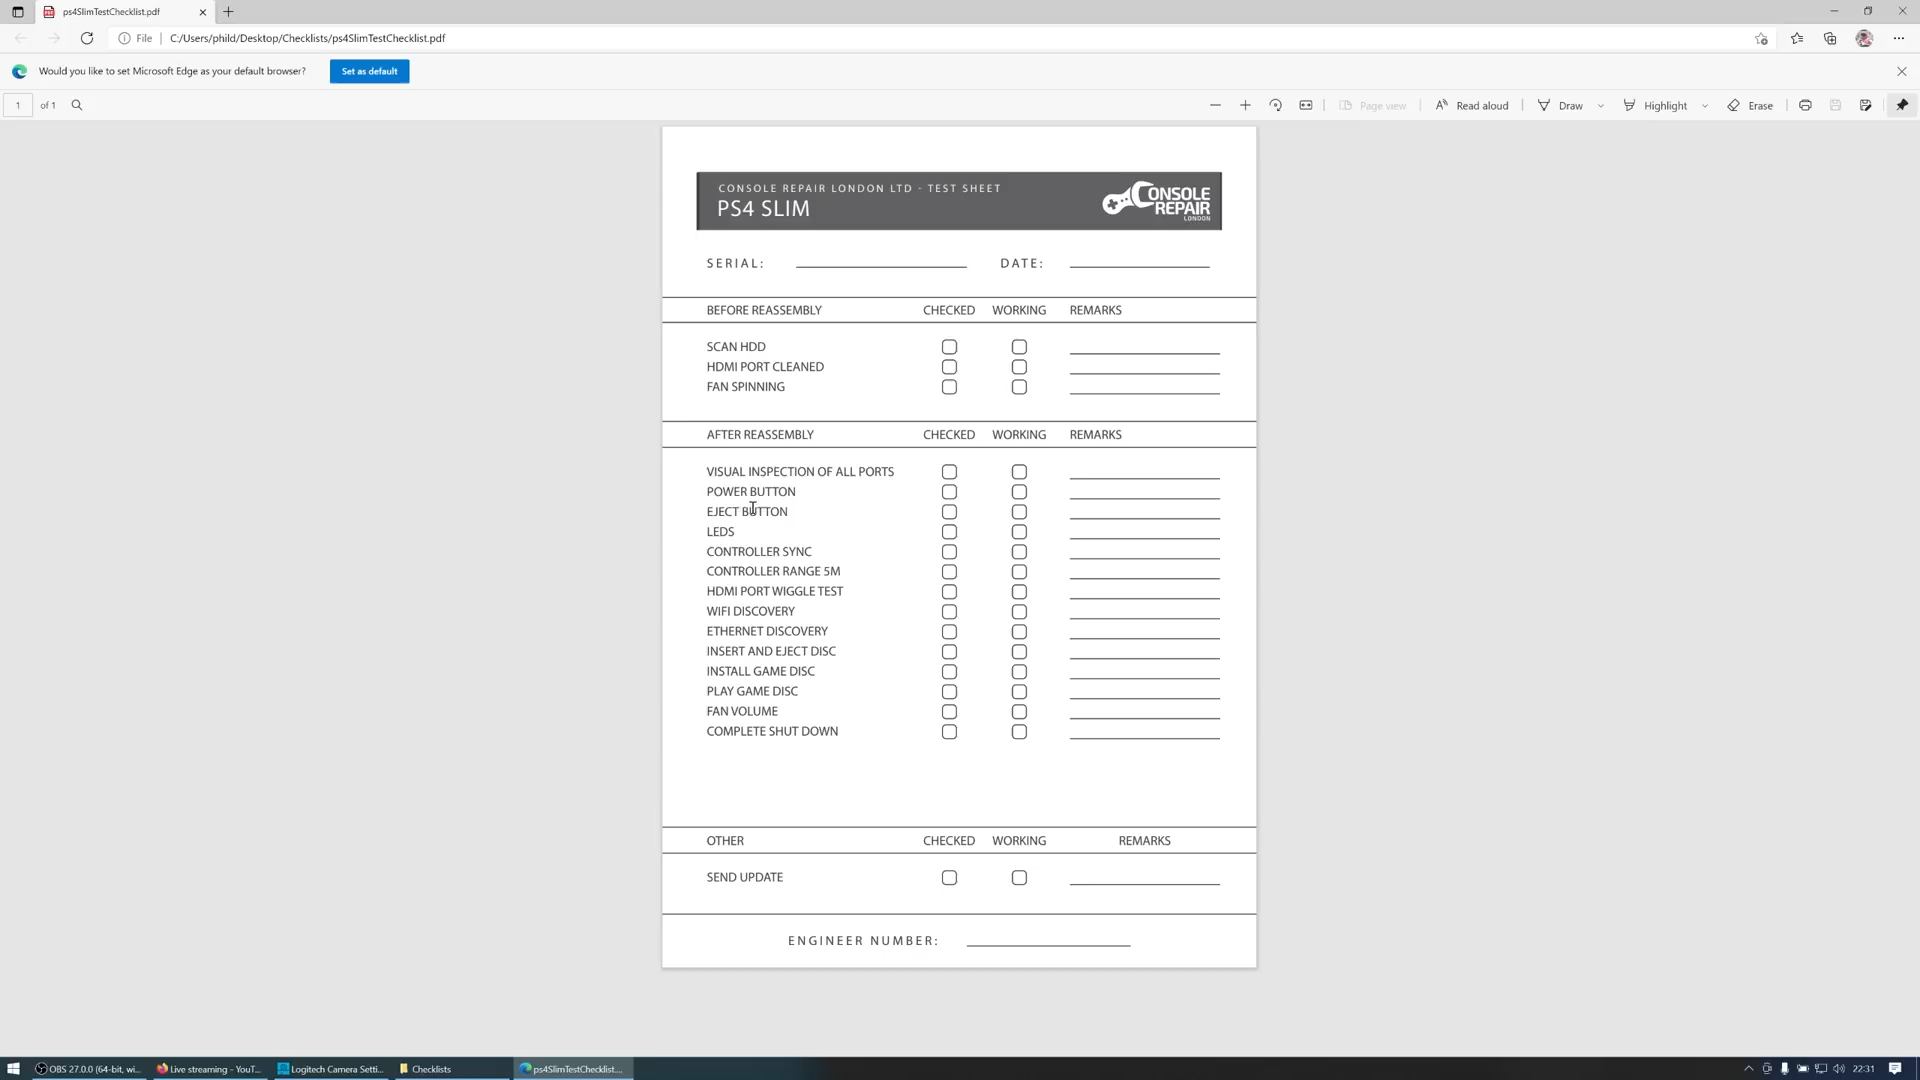 ps4SlimTestChecklist.pdf
File
C:/Users/phild/Desktop/Checklists/ps4SlimTestChecklist.pdf
Would you like to set Microsoft Edge as your default browser?
Set as default
1 of 1
Page view
Read aloud
Draw
Highlight
Erase
CONSOLE REPAIR LONDON LTD - TEST SHEET
PS4 SLIM
CONSOLE
REPAIR
LONDON
SERIAL: DATE:
BEFORE REASSEMBLY CHECKED WORKING REMARKS
SCAN HDD
HDMI PORT CLEANED
FAN SPINNING
AFTER REASSEMBLY CHECKED WORKING REMARKS
VISUAL INSPECTION OF ALL PORTS
POWER BUTTON
EJECT BUTTON
LEDS
CONTROLLER SYNC
CONTROLLER RANGE 5M
HDMI PORT WIGGLE TEST
WIFI DISCOVERY
ETHERNET DISCOVERY
INSERT AND EJECT DISC
INSTALL GAME DISC
PLAY GAME DISC
FAN VOLUME
COMPLETE SHUT DOWN
OTHER CHECKED WORKING REMARKS
SEND UPDATE
ENGINEER NUMBER:
OBS 27.0.0 (64-bit, wi...
Live streaming - YouT...
Logitech Camera Setti...
Checklists
ps4SlimTestChecklist....
22:31